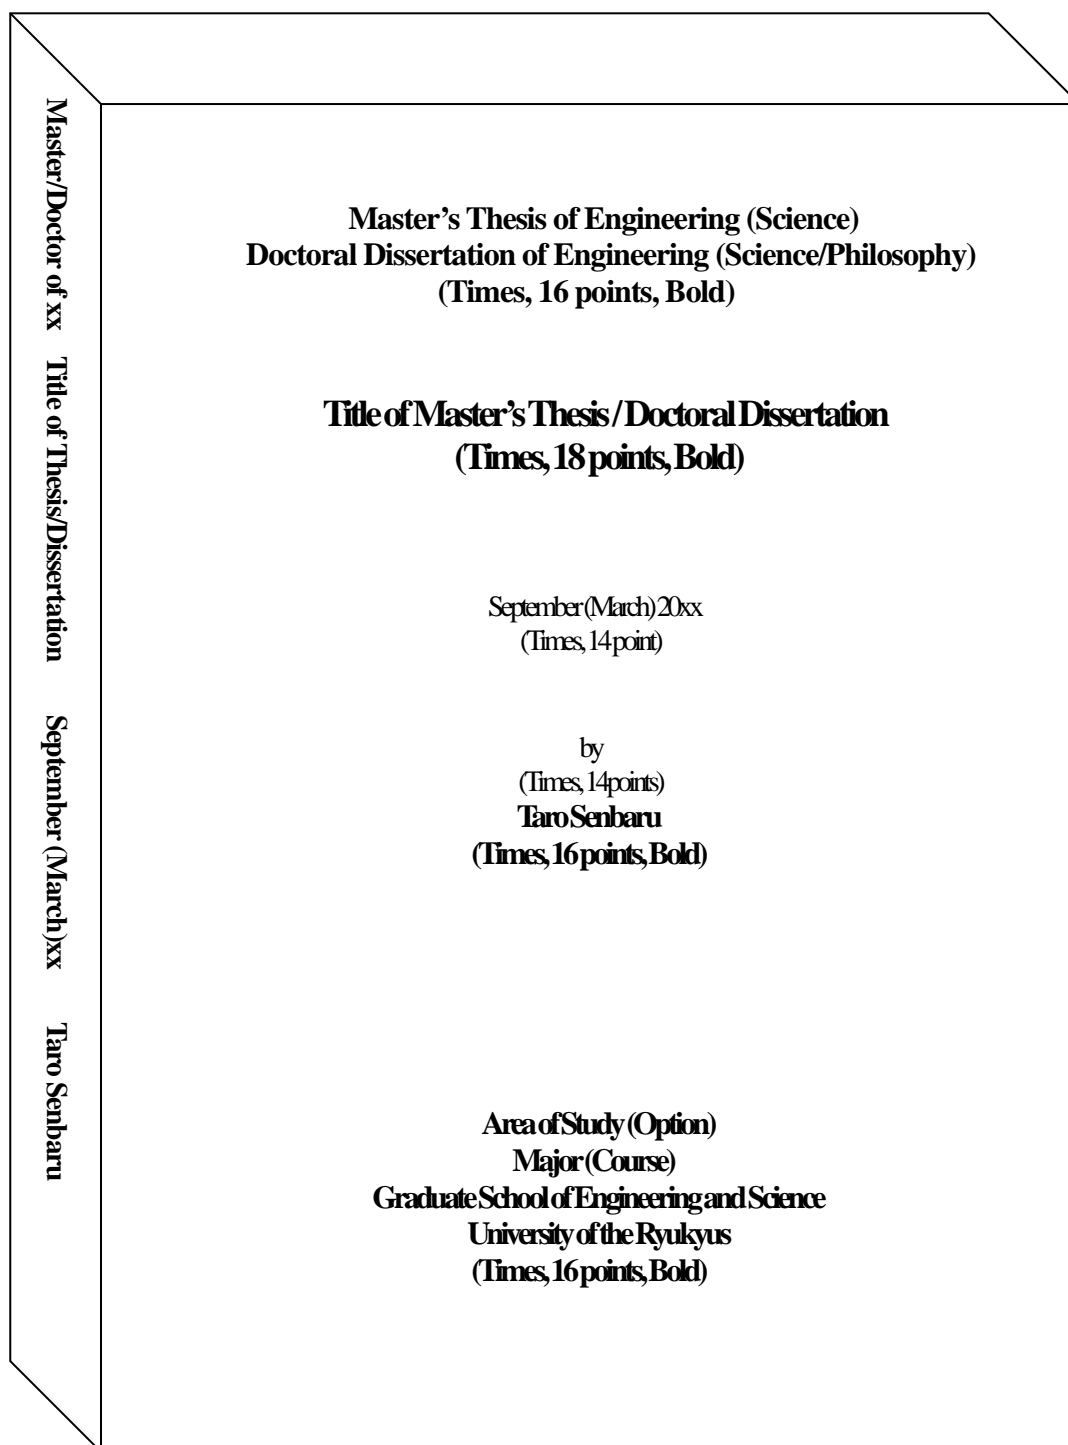 Master/Doctor of xx Title of Thesis/Dissertation September (March)xx Taro Senbaru
Master's Thesis of Engineering (Science)
Doctoral Dissertation of Engineering (Science/Philosophy)
(Times, 16 points, Bold)
Title of Master's Thesis / Doctoral Dissertation
(Times, 18 points, Bold)
September (March) 20xx
(Times, 14 point)
by
(Times, 14points)
Taro Senbaru
(Times, 16 points, Bold)
Area of Study (Option)
Major (Course)
Graduate School of Engineering and Science
University of the Ryukyus
(Times, 16 points, Bold)